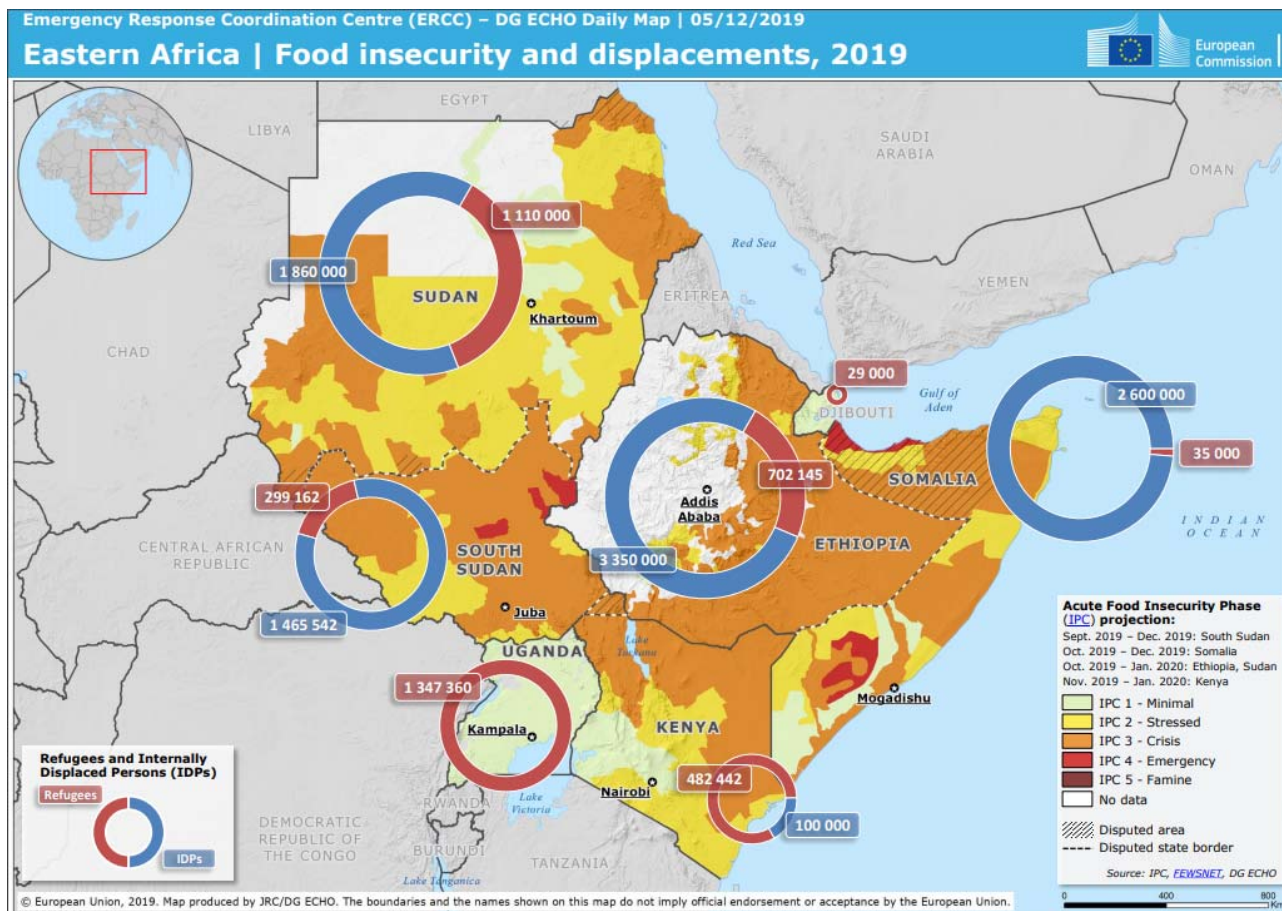 Emergency Response Coordination Centre (ERCC) – DG ECHO Daily Map | 05/12/2019
Eastern Africa | Food insecurity and displacements, 2019
European
Commission
EGYPT
LIBYA
SAUDI
ARABIA
OMAN
1 110 000
Red Sea
1 860 000
YEMEN
SUDAN
ERITREA
Khartoum
CHAD
29 000
Gulf of
Aden
DJIBOUTI
2 600 000
35 000
702 145
SOMALIA
299 162
Addis
Ababa
INDIAN
OCEAN
CENTRAL AFRICAN
REPUBLIC
SOUTH
SUDAN
ETHIOPIA
3 350 000
Juba
1 465 542
Lake
Turkana
UGANDA
1 347 360
Mogadishu
Kampala
KENYA
482 442
Nairobi
100 000
RWANDA
Lake
Victoria
DEMOCRATIC
REPUBLIC OF
THE CONGO
BURUNDI
TANZANIA
Lake Tanganica
Refugees and Internally
Displaced Persons (IDPs)
Refugees
IDPs
Acute Food Insecurity Phase
(IPC) projection:
Sept. 2019 – Dec. 2019: South Sudan
Oct. 2019 – Dec. 2019: Somalia
Oct. 2019 – Jan. 2020: Ethiopia, Sudan
Nov. 2019 – Jan. 2020: Kenya
IPC 1 - Minimal
IPC 2 - Stressed
IPC 3 - Crisis
IPC 4 - Emergency
IPC 5 - Famine
No data
Disputed area
Disputed state border
Source: IPC, FEWSNET, DG ECHO
0 400 800
Km
© European Union, 2019. Map produced by JRC/DG ECHO. The boundaries and the names shown on this map do not imply official endorsement or acceptance by the European Union.